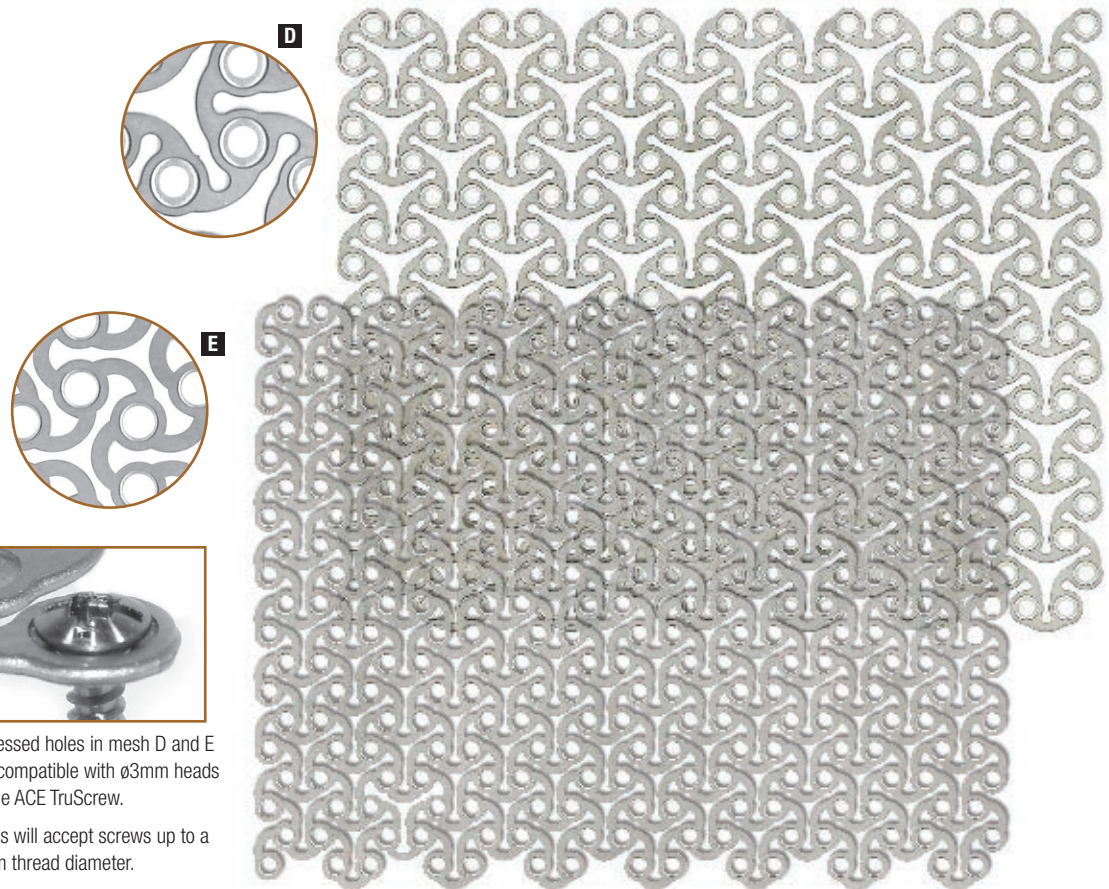 D
E
essed holes in mesh D and E
compatible with ø3mm heads
e ACE TruScrew.
s will accept screws up to a
m thread diameter.